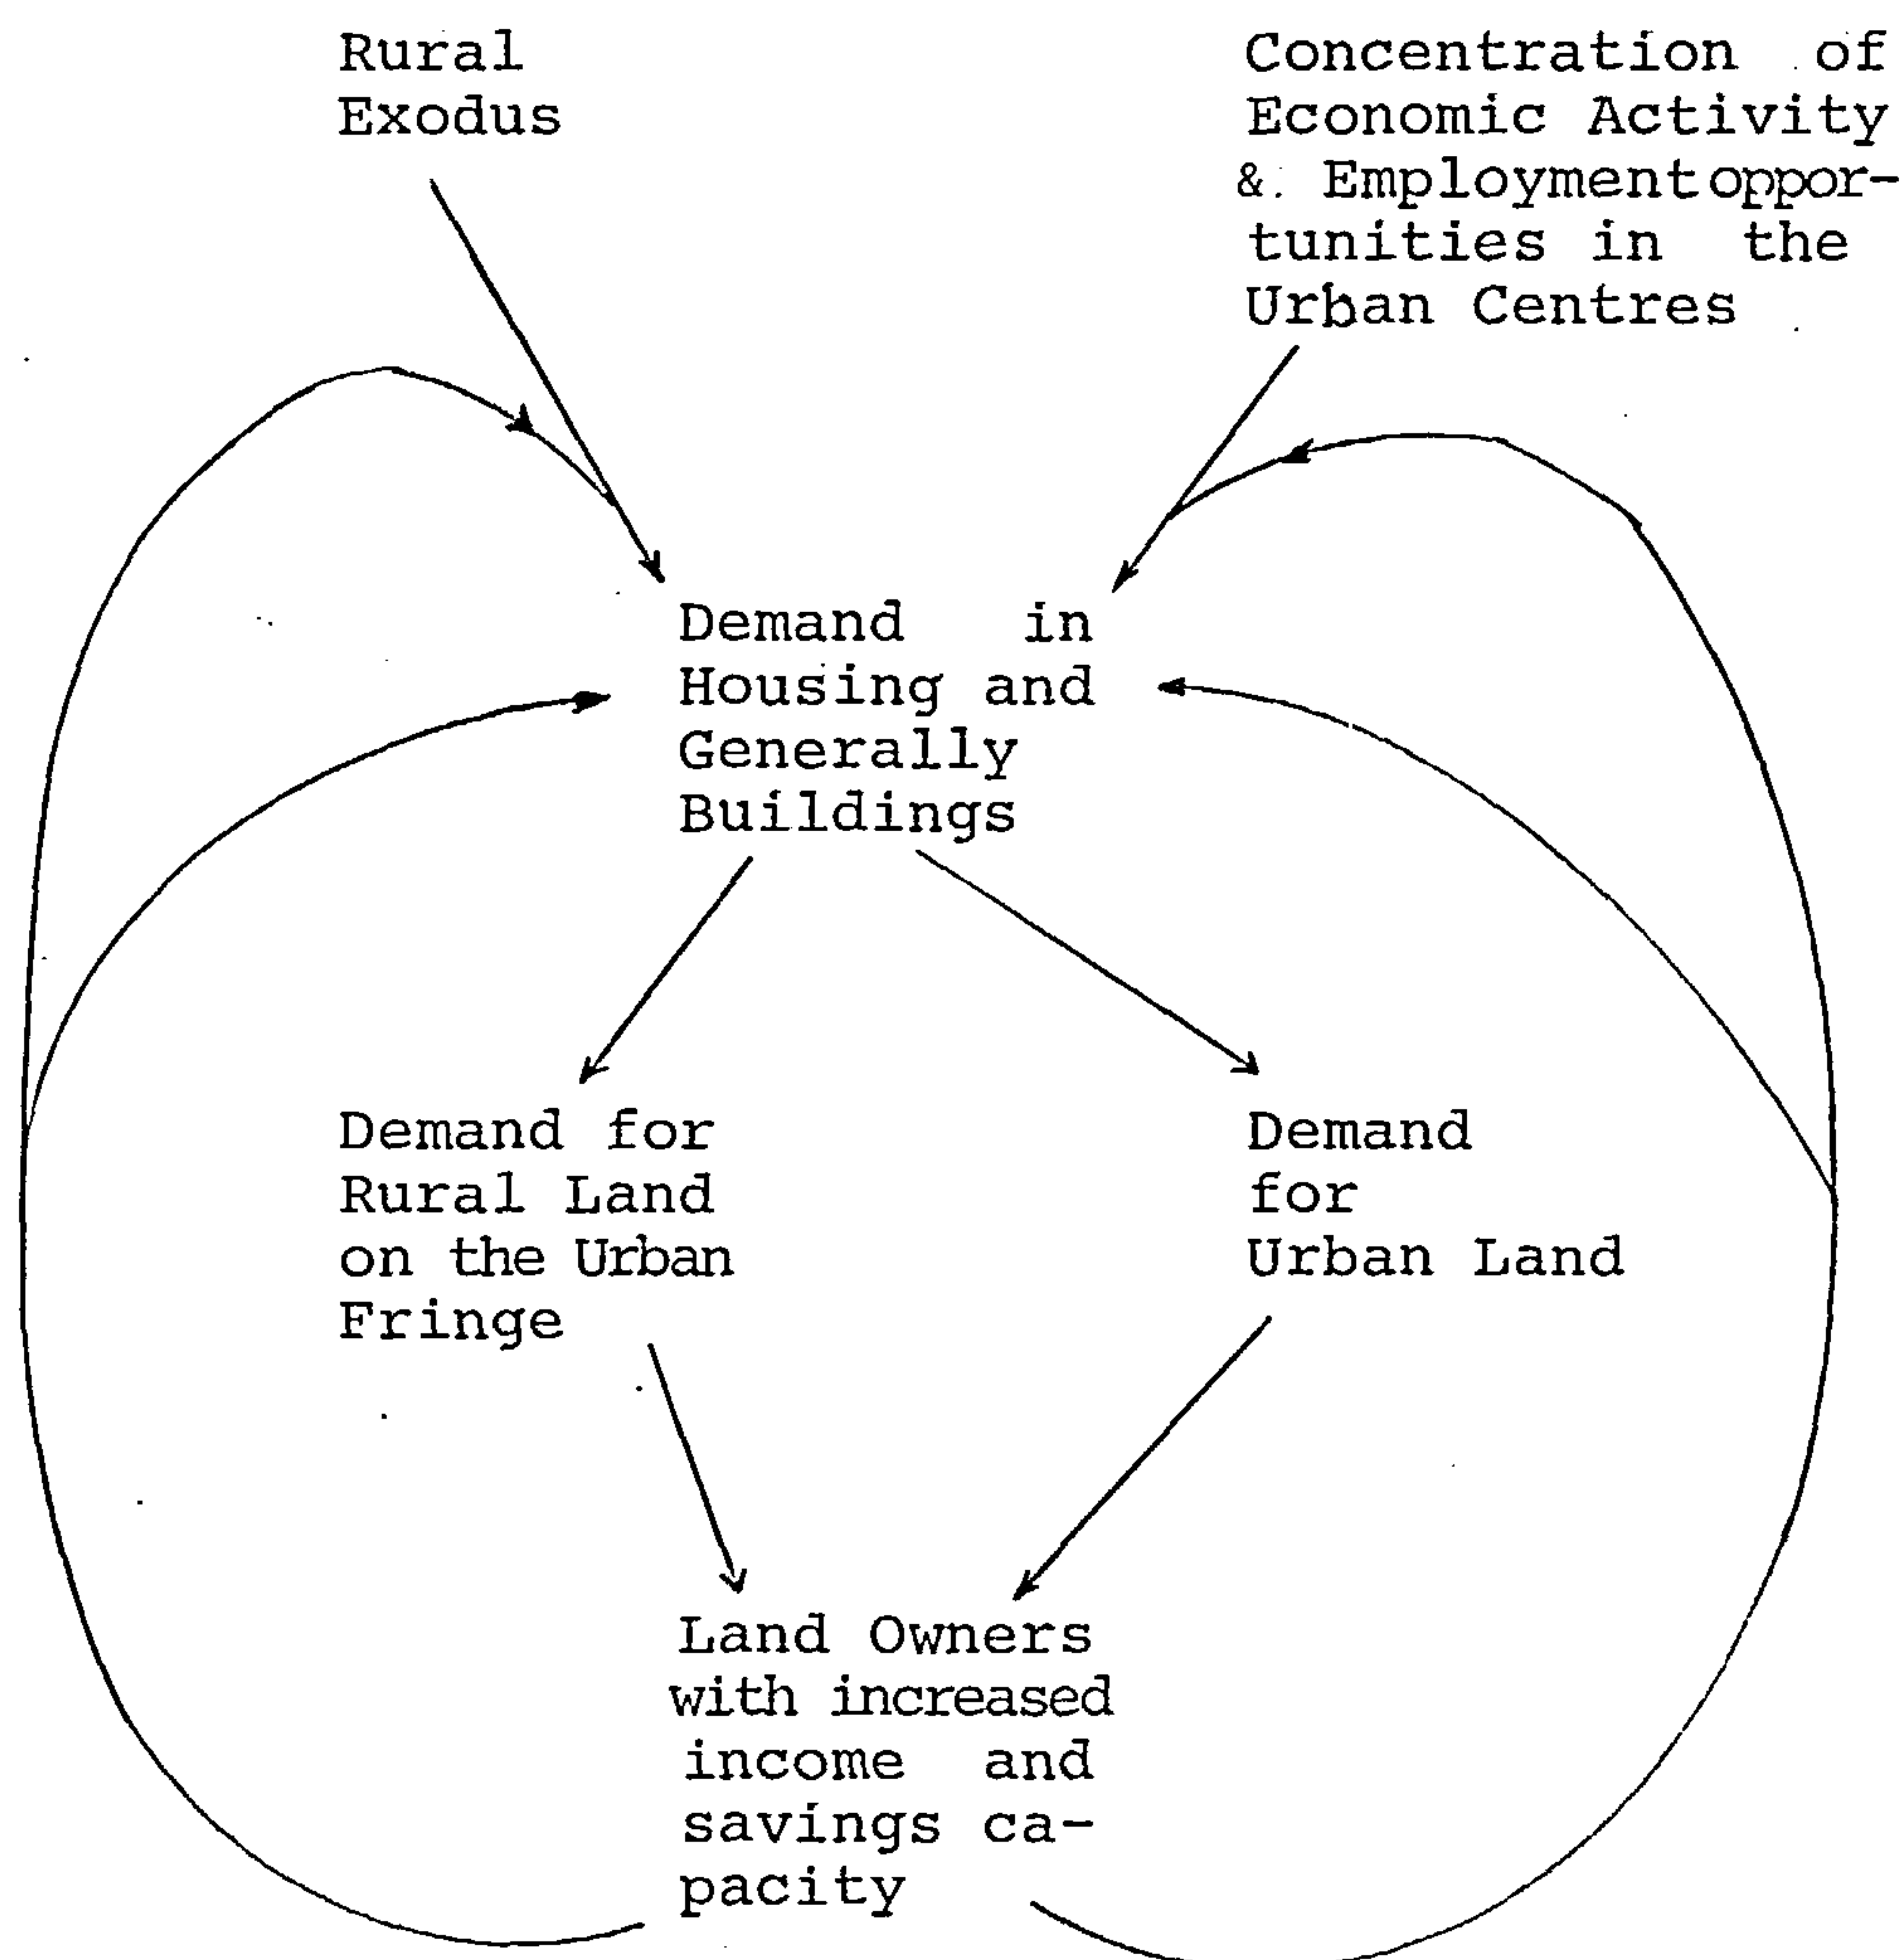 Rural
Exodus
Concentration of
Economic Activity
& Employment oppor-
tunities in the
Urban Centres
Demand in
Housing and
Generally
Buildings
Demand for
Rural Land
on the Urban
Fringe
Demand
for
Urban Land
Land Owners
with increased
income and
savings ca-
pacity